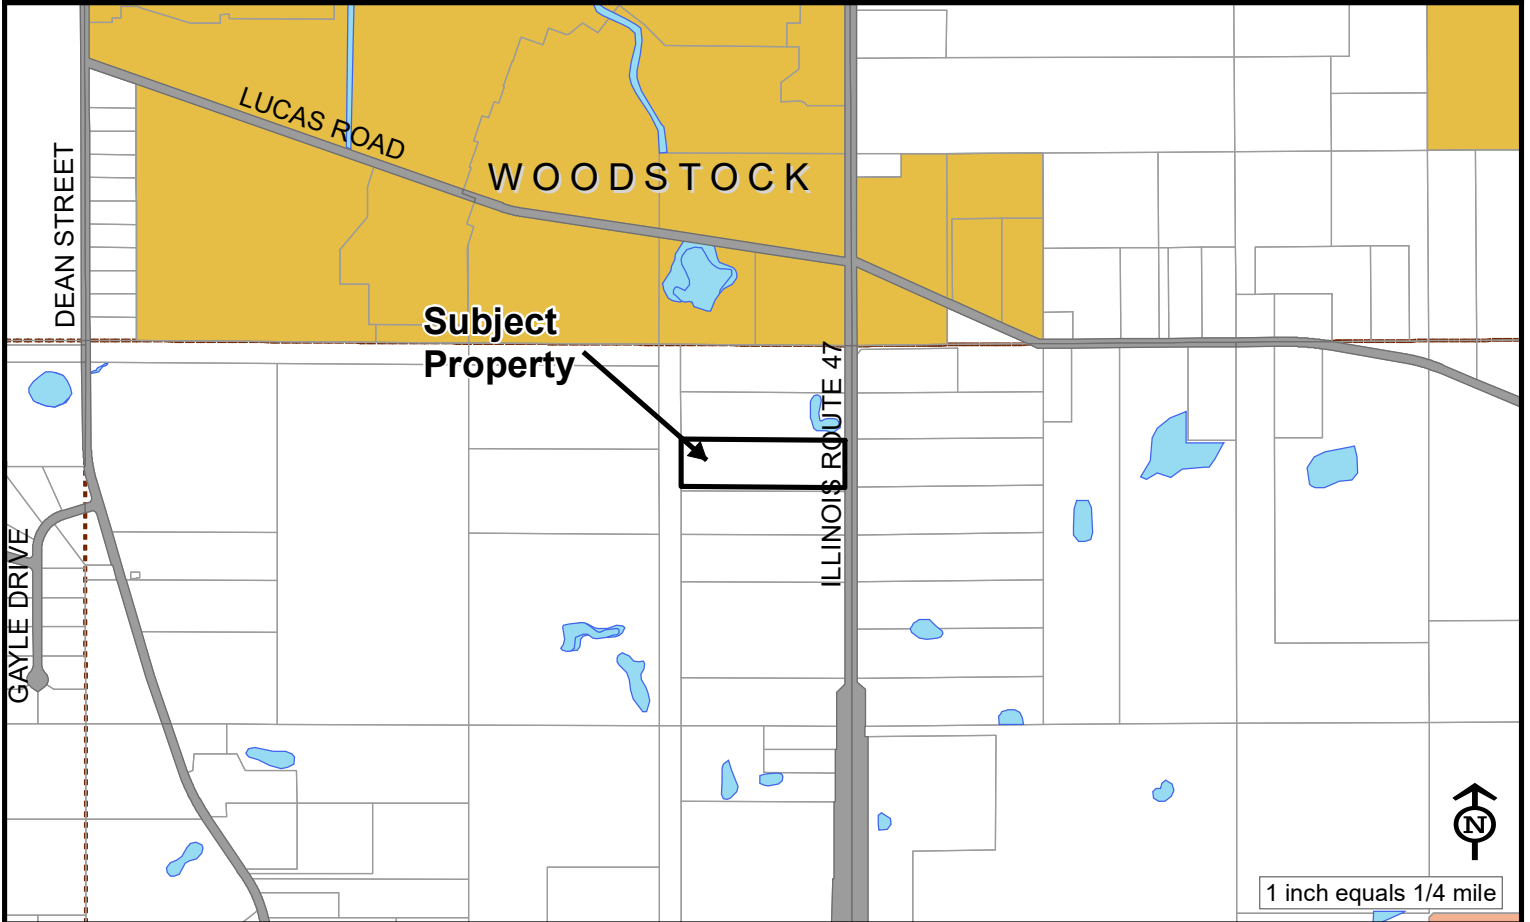 LUCAS ROAD
WOODSTOCK
DEAN STREET
Subject
Property
ILLINOIS ROUTE 47
GAYLE DRIVE
N
1 inch equals 1/4 mile